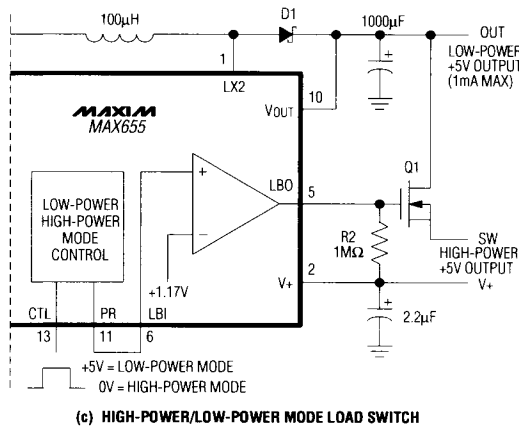 100µH
D1
1000µF
OUT
LOW-POWER
+5V OUTPUT
(1mA MAX)
1
LX2
MAXIM
MAX655
10
VOUT
Q1
LBO
5
LOW-POWER
HIGH-POWER
MODE
CONTROL
+
−
R2
1MΩ
SW
HIGH-POWER
+5V OUTPUT
+1.17V
V+
2
V+
CTL
PR
LBI
+
2.2µF
13
11
6
+5V = LOW-POWER MODE
0V = HIGH-POWER MODE
(c) HIGH-POWER/LOW-POWER MODE LOAD SWITCH